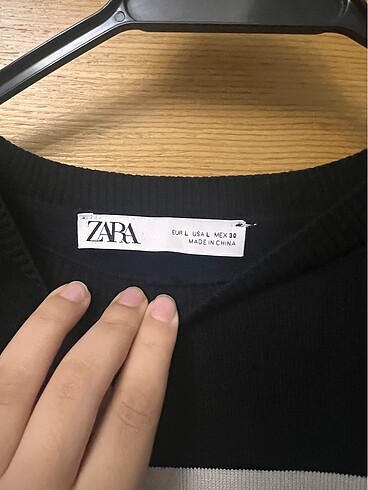 ZARA
EUR L USA L MEX 30
MADE IN CHINA